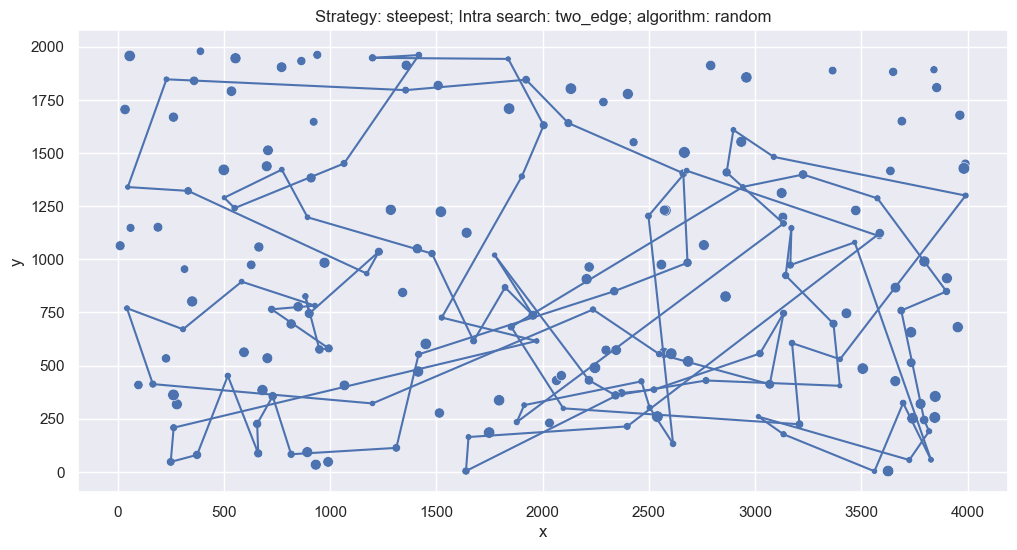 Strategy: steepest; Intra search: two_edge; algorithm: random
2000
1750
1500
1250
1000
750
500
250
0
y
0 500 1000 1500 2000 2500 3000 3500 4000
x